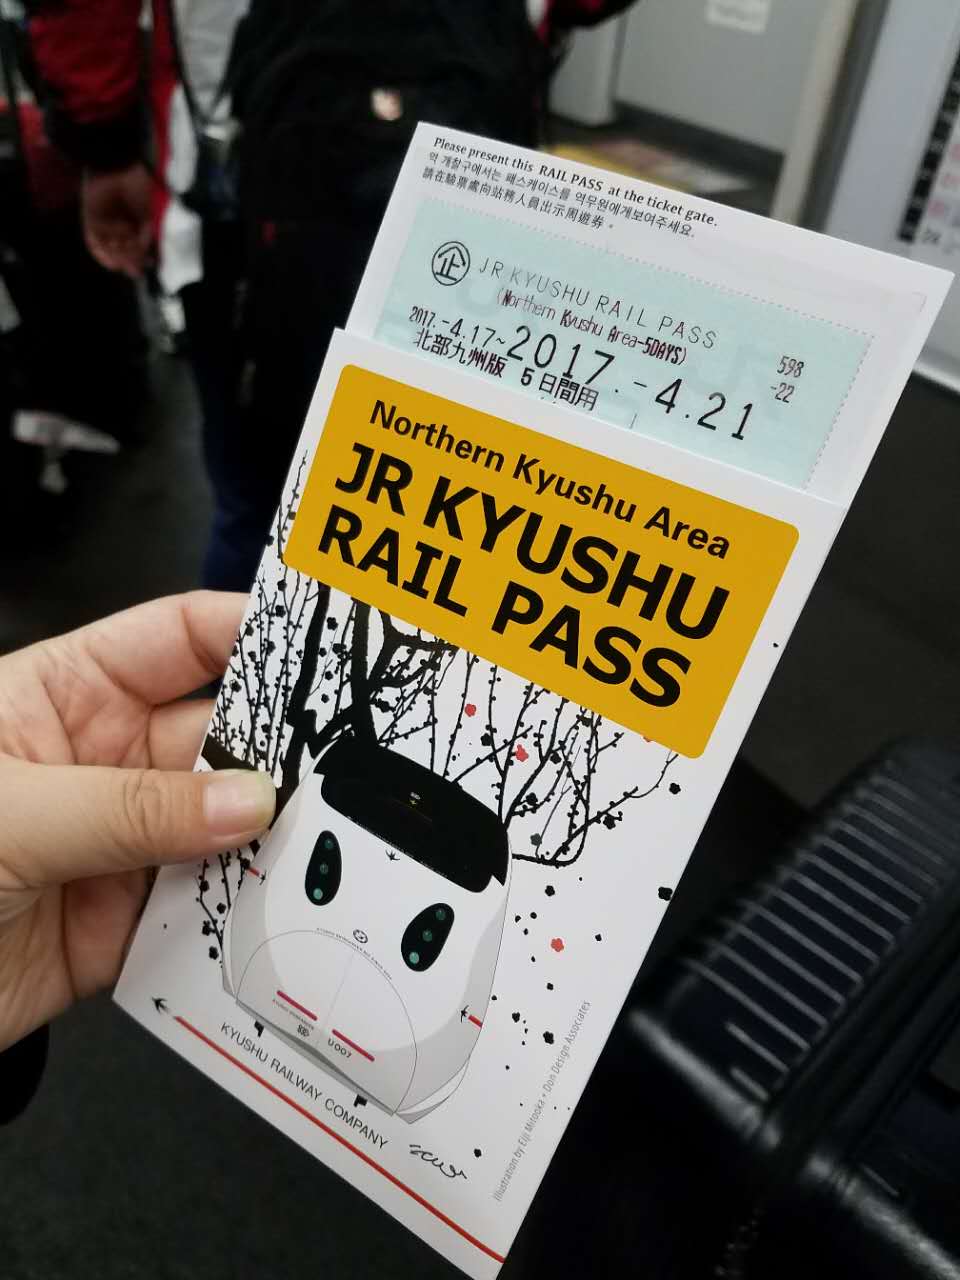 Please present this RAIL PASS at the ticket gate.
역 개찰구에서는 패스케이스를 역무원에게보여주세요.
請在驗票處向站務人員出示周遊券。
企 JR KYUSHU RAIL PASS
(Northern Kyushu Area-5DAYS)
598
-22
2017.-4.17~2017.-4.21
北部九州版 5日間用
Northern Kyushu Area
JR KYUSHU
RAIL PASS
U007
KYUSHU RAILWAY COMPANY
Illustration by Eiji Mitooka + Don Design Associates